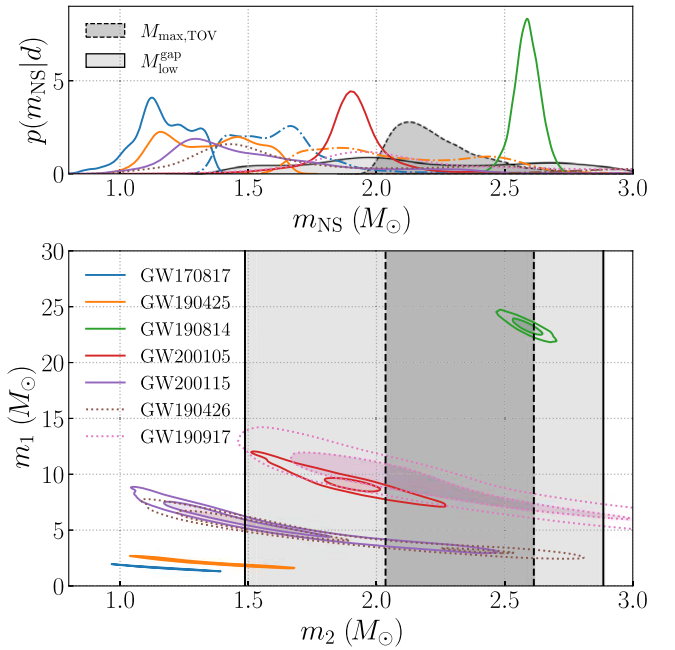 p(m_NS|d)
5
0
M_max,TOV
M_low^gap
1.0 1.5 2.0 2.5 3.0
m_NS (M_⊙)
m_1 (M_⊙)
30
25
20
15
10
5
0
GW170817
GW190425
GW190814
GW200105
GW200115
GW190426
GW190917
1.0 1.5 2.0 2.5 3.0
m_2 (M_⊙)